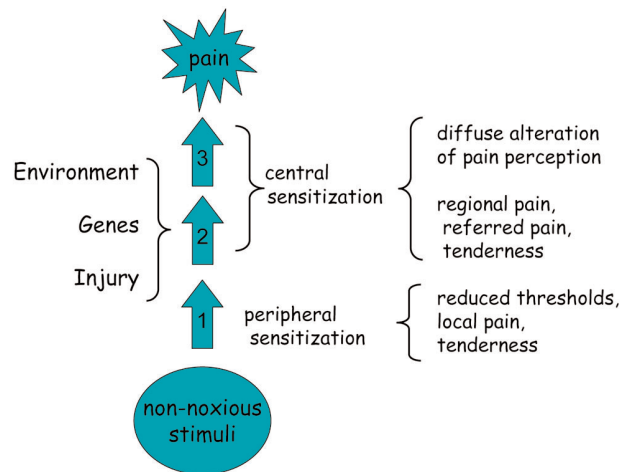 pain
3
2
1
Environment
Genes
Injury
central
sensitization
diffuse alteration
of pain perception
regional pain,
referred pain,
tenderness
peripheral
sensitization
reduced thresholds,
local pain,
tenderness
non-noxious
stimuli